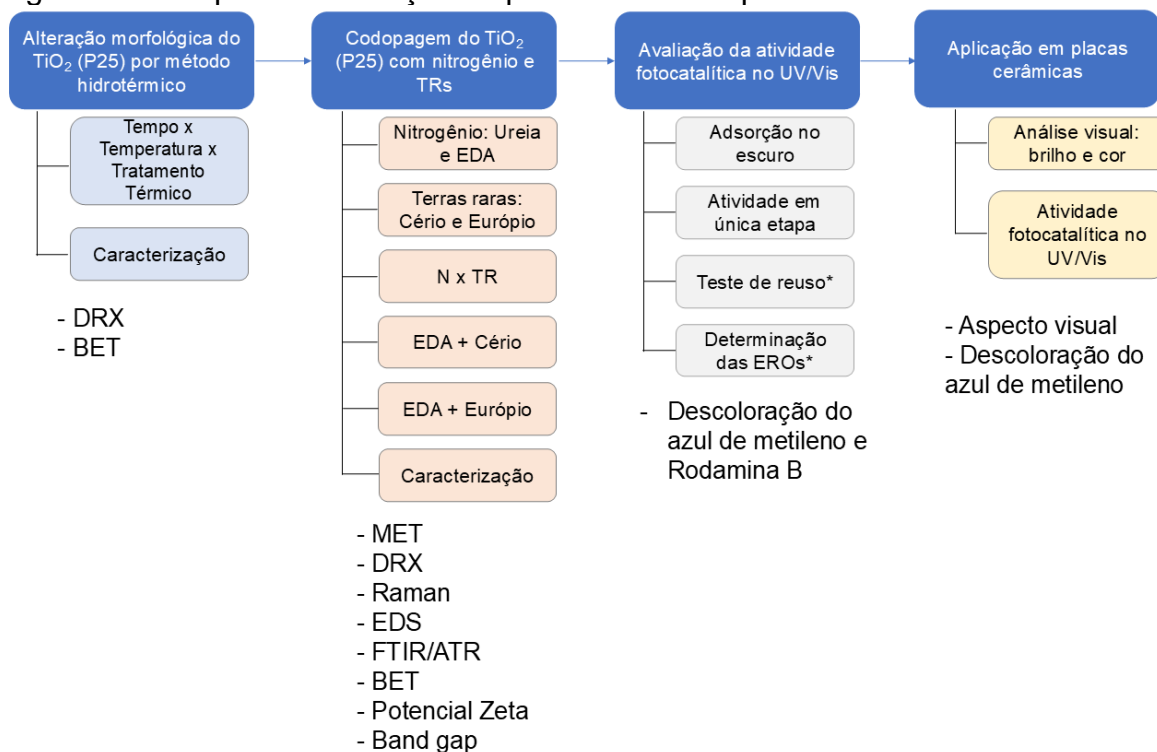 Alteração morfológica do
TiO₂ (P25) por método
hidrotérmico
Tempo x
Temperatura x
Tratamento
Térmico
Caracterização
- DRX
- BET
Codopagem do TiO₂
(P25) com nitrogênio e
TRs
Nitrogênio: Ureia
e EDA
Terras raras:
Cério e Európio
N x TR
EDA + Cério
EDA + Európio
Caracterização
- MET
- DRX
- Raman
- EDS
- FTIR/ATR
- BET
- Potencial Zeta
- Band gap
Avaliação da atividade
fotocatalítica no UV/Vis
Adsorção no
escuro
Atividade em
única etapa
Teste de reuso*
Determinação
das EROs*
- Descoloração do
azul de metileno e
Rodamina B
Aplicação em placas
cerâmicas
Análise visual:
brilho e cor
Atividade
fotocatalítica no
UV/Vis
- Aspecto visual
- Descoloração do
azul de metileno